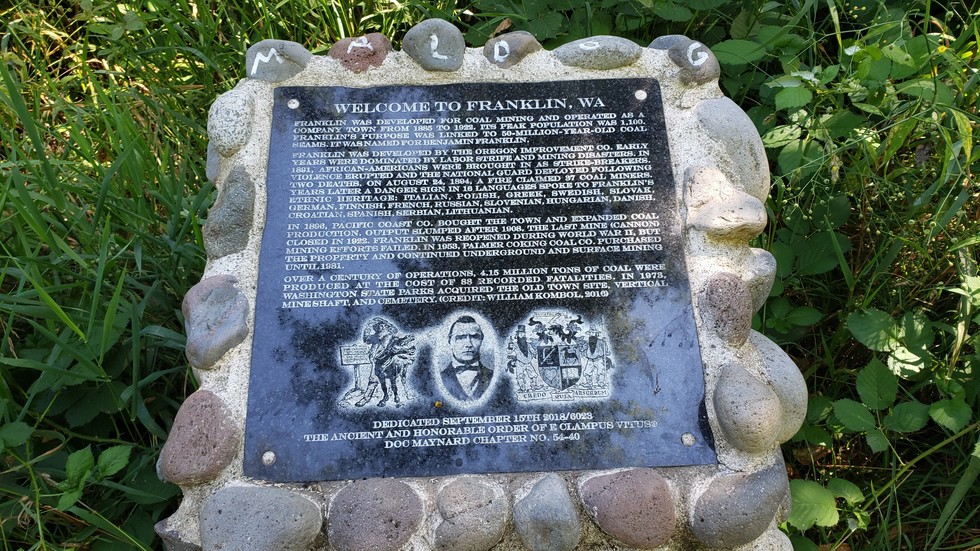 M A L D O G
WELCOME TO FRANKLIN, WA
FRANKLIN WAS DEVELOPED FOR COAL MINING AND OPERATED AS A
COMPANY TOWN FROM 1885 TO 1922. ITS PEAK POPULATION WAS 1,100.
FRANKLIN'S PURPOSE WAS LINKED TO 50-MILLION-YEAR-OLD COAL
SEAMS. IT WAS NAMED FOR BENJAMIN FRANKLIN.
FRANKLIN WAS DEVELOPED BY THE OREGON IMPROVEMENT CO. EARLY
YEARS WERE DOMINATED BY LABOR STRIFE AND MINING DISASTERS. IN
1891, AFRICAN-AMERICANS WERE BROUGHT IN AS STRIKE-BREAKERS.
VIOLENCE ERUPTED AND THE NATIONAL GUARD DEPLOYED FOLLOWING
TWO DEATHS. ON AUGUST 24, 1894, A FIRE CLAIMED 37 COAL MINERS.
YEARS LATER A DANGER SIGN IN 16 LANGUAGES SPOKE TO FRANKLIN'S
ETHNIC HERITAGE: ITALIAN, POLISH, GREEK, SWEDISH, SLOVAK,
GERMAN, FINNISH, FRENCH, RUSSIAN, SLOVENIAN, HUNGARIAN, DANISH,
CROATIAN, SPANISH, SERBIAN, LITHUANIAN.
IN 1898, PACIFIC COAST CO. BOUGHT THE TOWN AND EXPANDED COAL
PRODUCTION. OUTPUT SLUMPED AFTER 1908. THE LAST MINE (CANNON)
CLOSED IN 1922. FRANKLIN WAS REOPENED DURING WORLD WAR II, BUT
MINING EFFORTS FAILED. IN 1953, PALMER COKING COAL CO. PURCHASED
THE PROPERTY AND CONTINUED UNDERGROUND AND SURFACE MINING
UNTIL 1981.
OVER A CENTURY OF OPERATIONS, 4.15 MILLION TONS OF COAL WERE
PRODUCED AT THE COST OF 88 RECORDED FATALITIES. IN 1973,
WASHINGTON STATE PARKS ACQUIRED THE OLD TOWN SITE, VERTICAL
MINE SHAFT, AND CEMETERY. (CREDIT: WILLIAM KOMBOL, 2016)
CREDO QUIA ABSURDUM
DEDICATED SEPTEMBER 15TH 2018/6023
THE ANCIENT AND HONORABLE ORDER OF E CLAMPUS VITUS®
DOC MAYNARD CHAPTER NO. 54-40